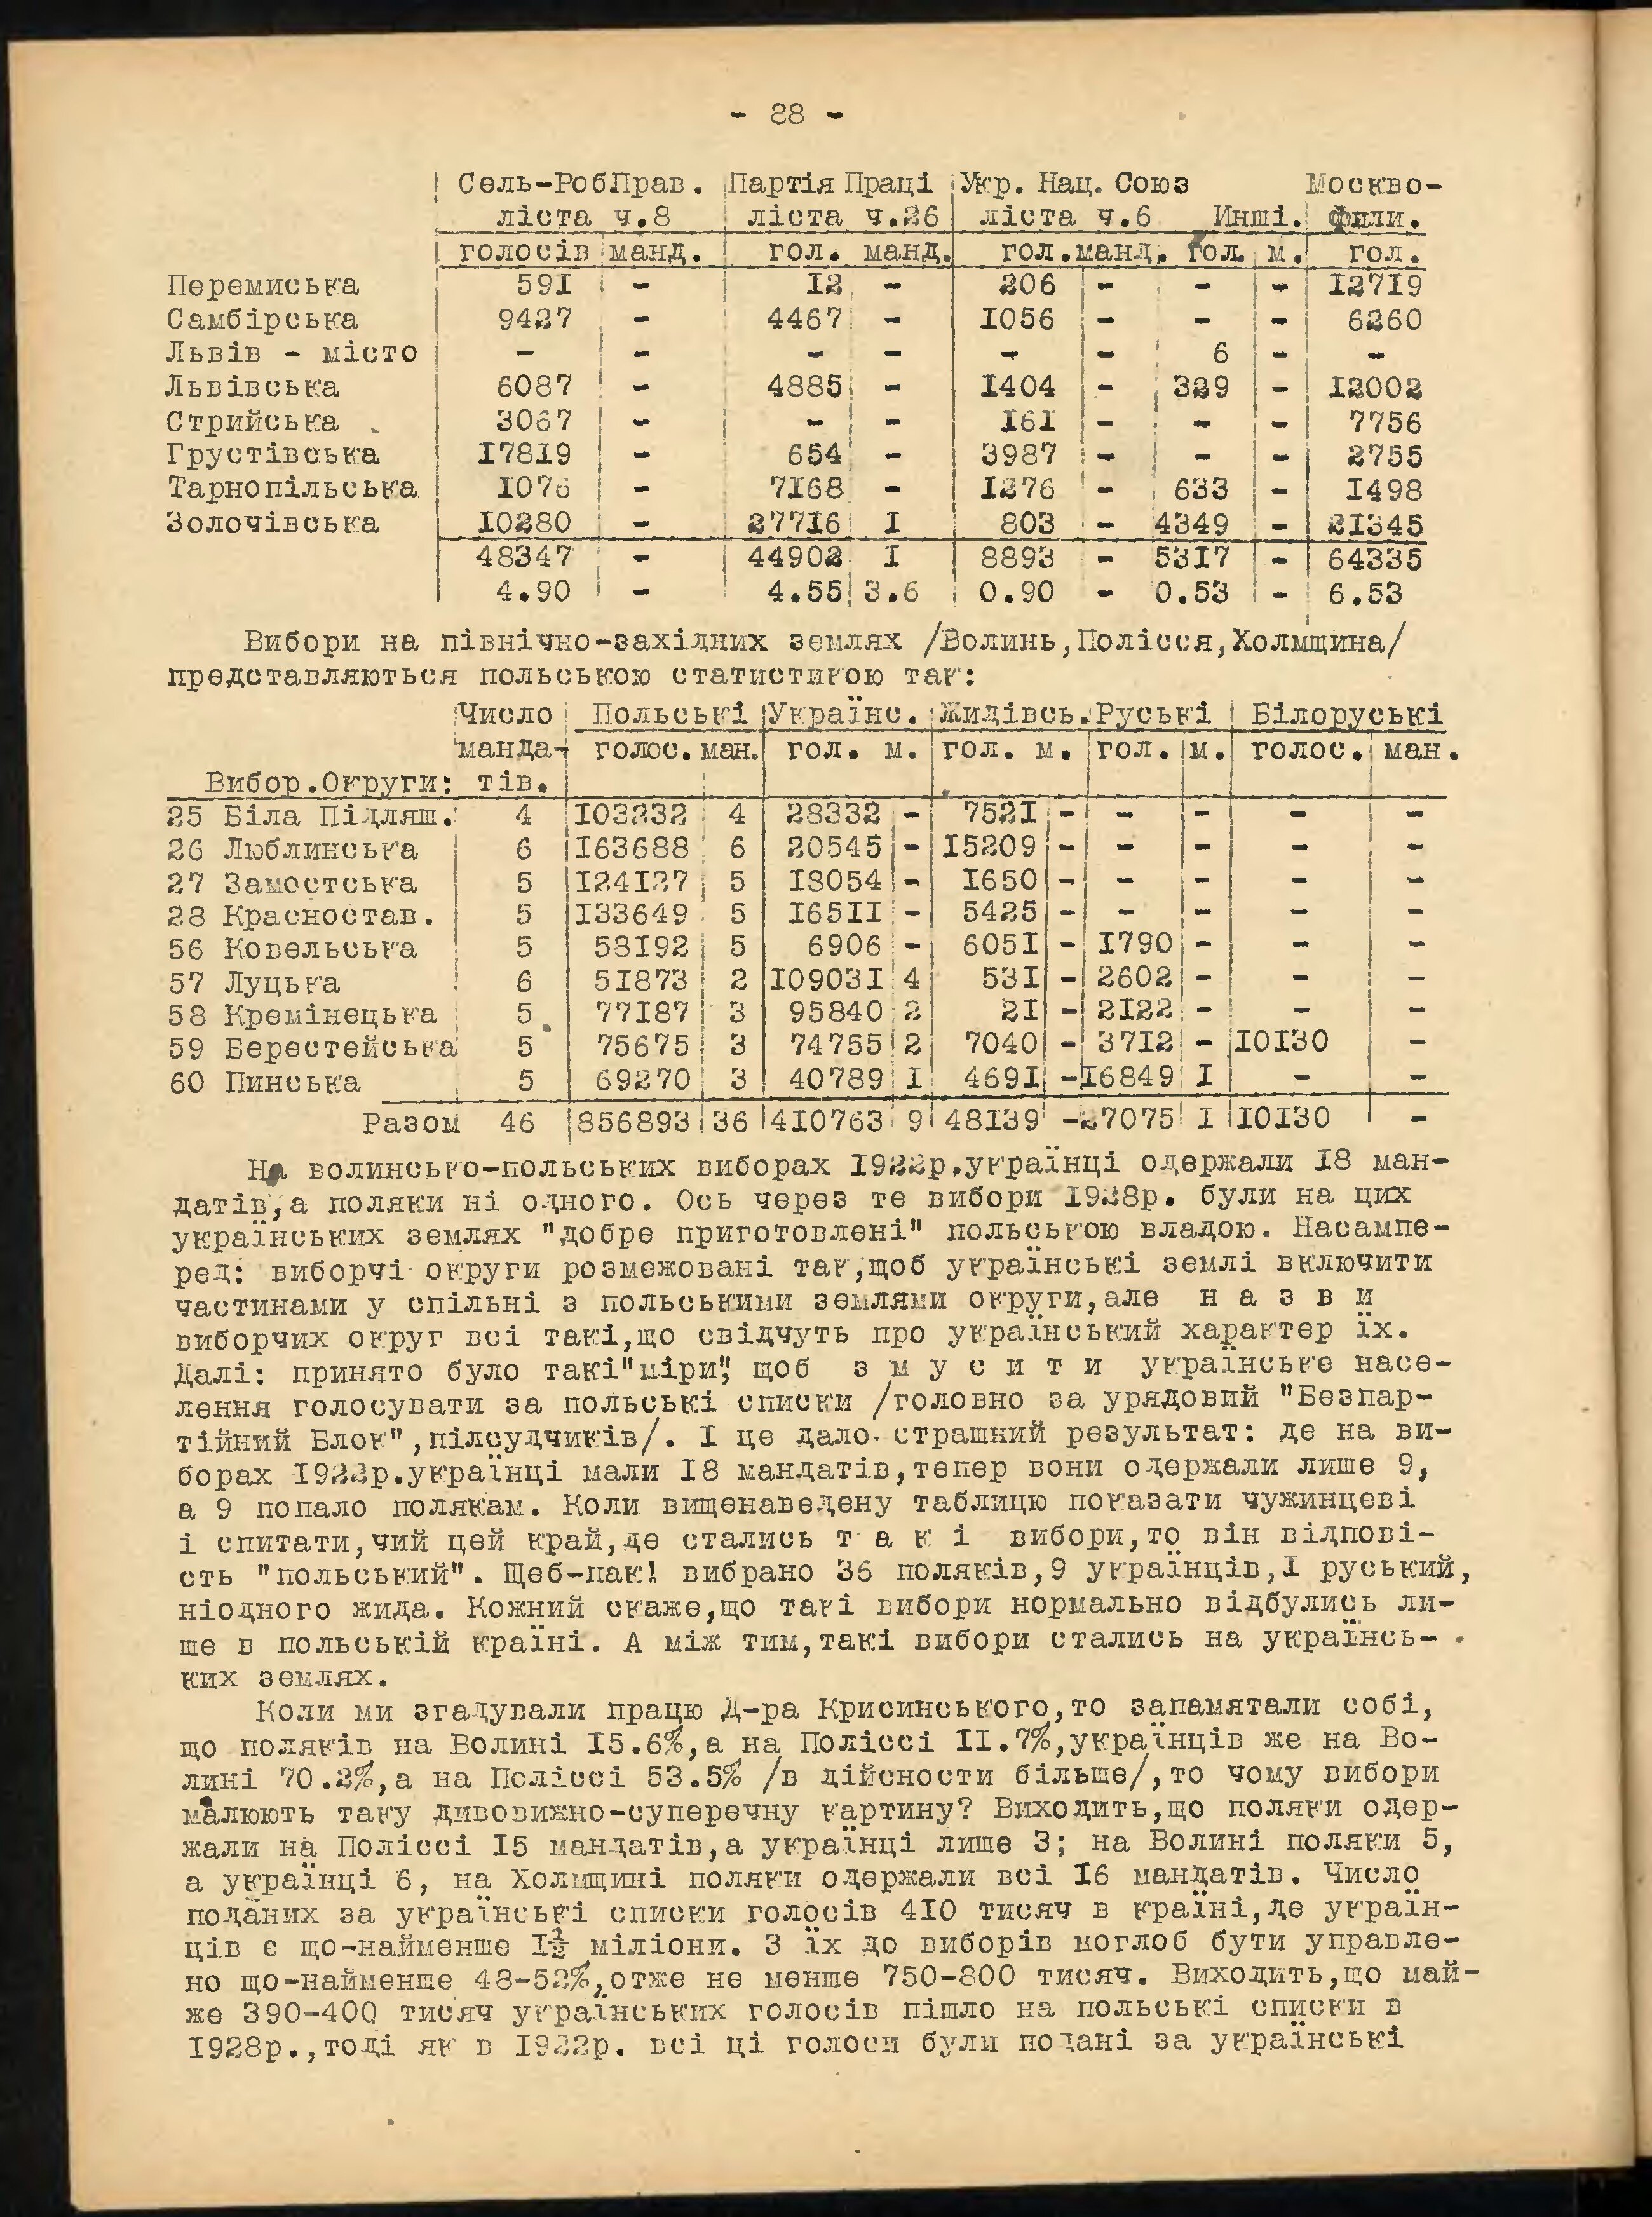 - 88 -
Сель-РобПрав. Партія Праці Укр. Нац. Союз Москво-
ліста ч.8 ліста ч.26 ліста ч.6 Инші. фили.
голосів манд. гол. манд. гол. манд. гол. м. гол.
Перемиська 591 - 12 - 206 - - - 12719
Самбірська 9427 - 4467 - 1056 - - - 6260
Львів - місто - - - - - - 6 - -
Львівська 6087 - 4885 - 1404 - 329 - 12002
Стрийська 3067 - - - 161 - - - 7756
Грустівська 17819 - 654 - 3987 - - - 2755
Тарнопільська 1076 - 7168 - 1276 - 633 - 1498
Золочівська 10280 - 27716 1 803 - 4349 - 21345
48347 - 44902 1 8893 - 5317 - 64335
4.90 - 4.55 3.6 0.90 - 0.53 - 6.53
Вибори на північно-західних землях /Волинь,Полісся,Холмщина/
представляються польською статистикою так:
Число Польські Українс. Жидівсь. Руські Білоруські
манда- голос. ман. гол. м. гол. м. гол. м. голос. ман.
Вибор.Округи: тів.
25 Біла Підляш. 4 103232 4 28332 - 7521 - - - - -
26 Люблинська 6 163688 6 20545 - 15209 - - - - -
27 Замостська 5 124127 5 18054 - 1650 - - - - -
28 Красностав. 5 133649 5 16511 - 5425 - - - - -
56 Ковельська 5 58192 5 6906 - 6051 - 1790 - - -
57 Луцька 6 51873 2 109031 4 531 - 2602 - - -
58 Кремінецька 5 77187 3 95840 2 21 - 2122 - - -
59 Берестейська 5 75675 3 74755 2 7040 - 3712 - 10130 -
60 Пинська 5 69270 3 40789 1 4691 - 16849 1 - -
Разом 46 856893 36 410763 9 48139 - 27075 1 10130 -
На волинсько-польських виборах 1922р.українці одержали 18 ман-
датів,а поляки ні одного. Ось через те вибори 1928р. були на цих
українських землях "добре приготовлені" польською владою. Насампе-
ред: виборчі округи розмежовані так,щоб українські землі включити
частинами у спільні з польськими землями округи,але н а з в и
виборчих округ всі такі,що свідчуть про український характер їх.
Далі: принято було такі"міри", щоб з м у с и т и українське насе-
лення голосувати за польські списки /головно за урядовий "Безпар-
тійний Блок",пілсудчиків/. І це дало страшний результат: де на ви-
борах 1922р.українці мали 18 мандатів,тепер вони одержали лише 9,
а 9 попало полякам. Коли вищенаведену таблицю показати чужинцеві
і спитати,чий цей край,де стались т а к і вибори,то він відпові-
сть "польський". Щеб-пак! вибрано 36 поляків,9 українців,1 руський,
ніодного жида. Кожний скаже,що такі вибори нормально відбулись ли-
ше в польській країні. А між тим,такі вибори стались на українсь-
ких землях.
Коли ми згадували працю Д-ра Крисинського,то запамятали собі,
що поляків на Волині 15.6%,а на Поліссі 11.7%,українців же на Во-
лині 70.2%,а на Поліссі 53.5% /в дійсности більше/,то чому вибори
малюють таку дивовижно-суперечну картину? Виходить,що поляки одер-
жали на Поліссі 15 мандатів,а українці лише 3; на Волині поляки 5,
а українці 6, на Холмщині поляки одержали всі 16 мандатів. Число
поданих за українські списки голосів 410 тисяч в країні,де україн-
ців є що-найменше 1½ міліони. З їх до виборів моглоб бути управле-
но що-найменше 48-52%,отже не менше 750-800 тисяч. Виходить,що май-
же 390-400 тисяч українських голосів пішло на польські списки в
1928р.,тоді як в 1922р. всі ці голоси були подані за українські